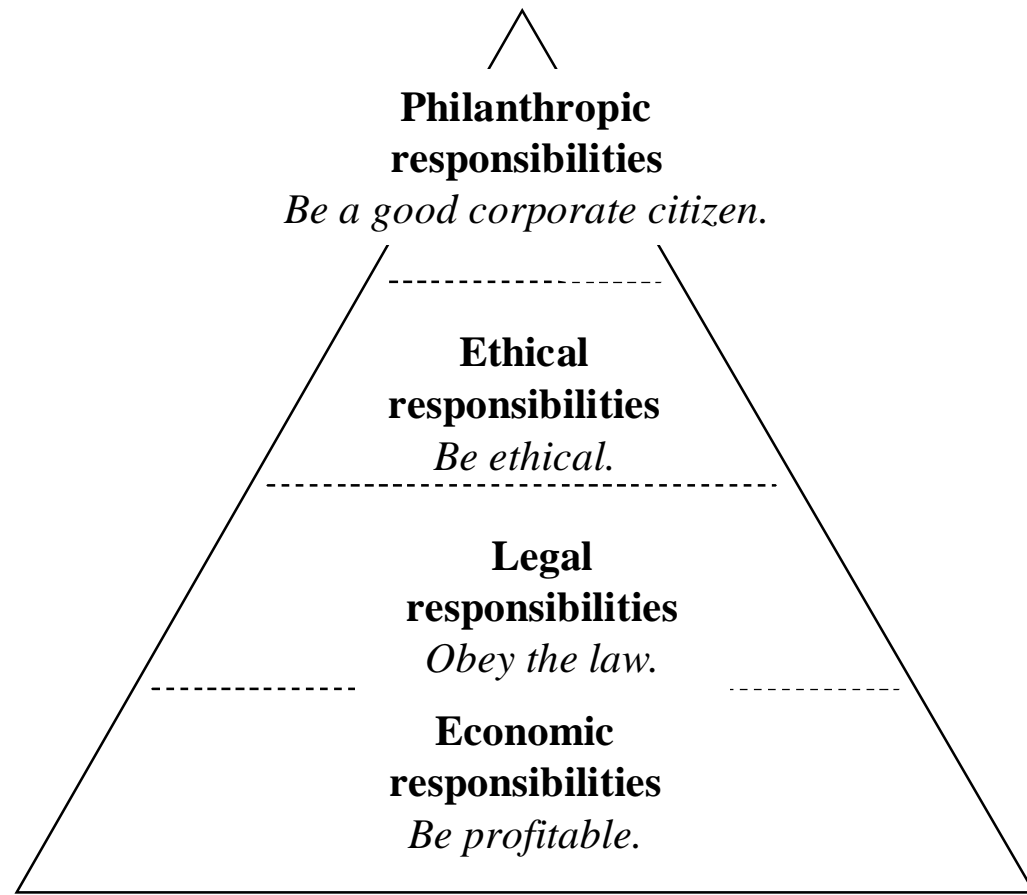 Philanthropic
responsibilities
Be a good corporate citizen.
Ethical
responsibilities
Be ethical.
Legal
responsibilities
Obey the law.
Economic
responsibilities
Be profitable.